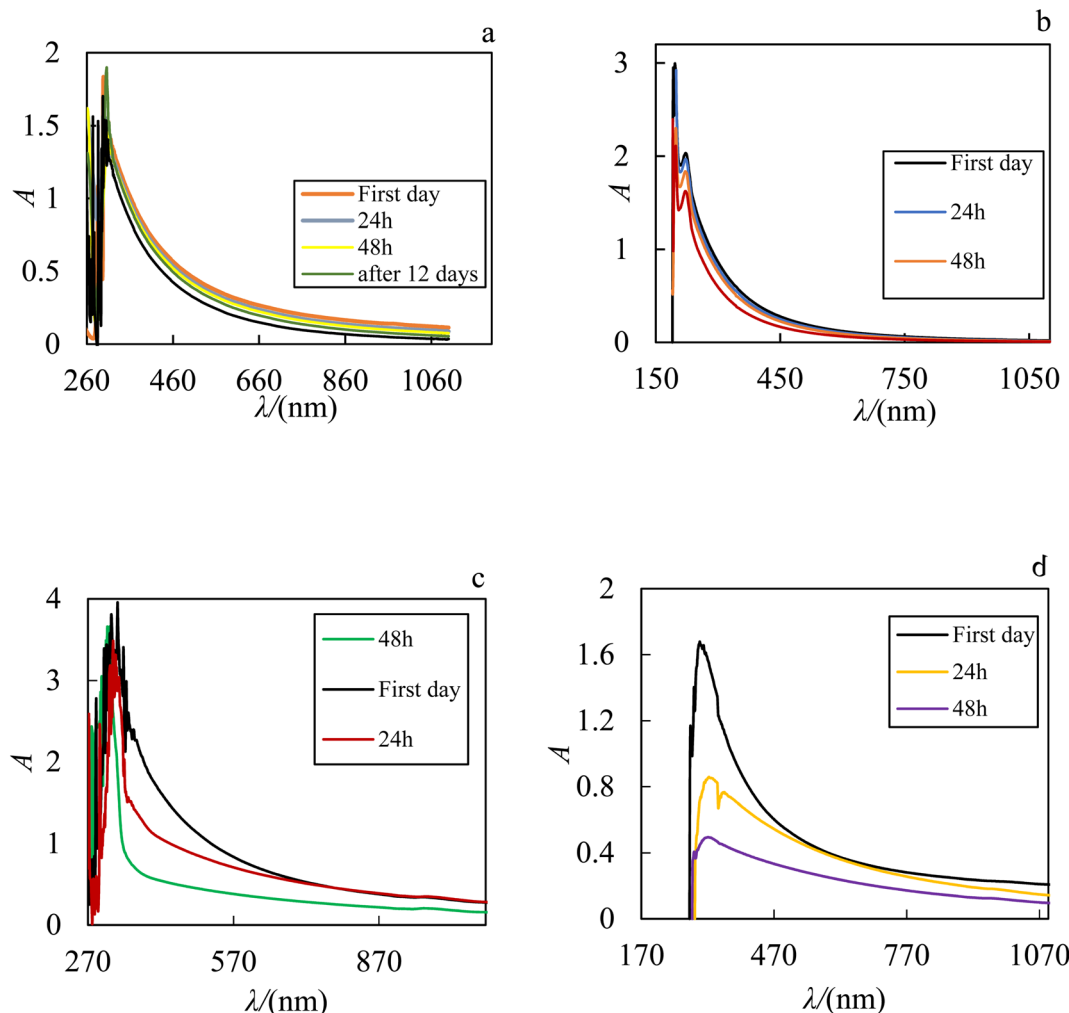 a
2
1.5
1
0.5
0
A
First day
24h
48h
after 12 days
260 460 660 860 1060
λ/(nm)
b
3
2
1
0
A
First day
24h
48h
150 450 750 1050
λ/(nm)
c
4
3
2
1
0
A
48h
First day
24h
270 570 870
λ/(nm)
d
2
1.6
1.2
0.8
0.4
0
A
First day
24h
48h
170 470 770 1070
λ/(nm)